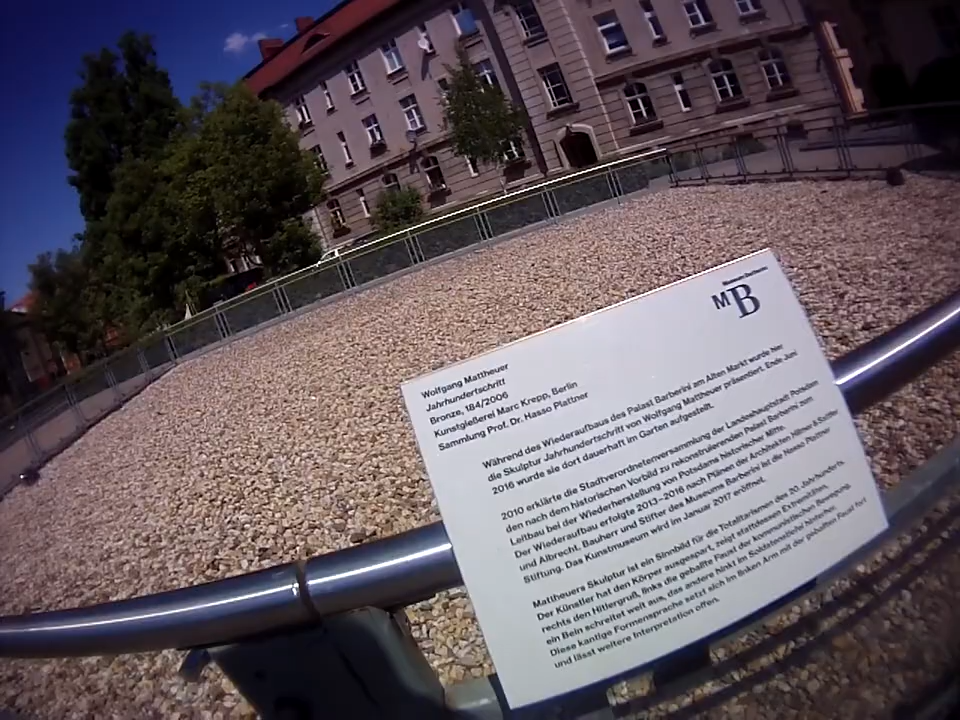 Museum Barberini
MB
Wolfgang Mattheuer
Jahrhundertschritt
Bronze, 184/2006
Kunstgießerei Marc Krepp, Berlin
Sammlung Prof. Dr. Hasso Plattner
Während des Wiederaufbaus des Palast Barberini am Alten Markt wurde hier
die Skulptur Jahrhundertschritt von Wolfgang Mattheuer präsentiert. Ende Juni
2016 wurde sie dort dauerhaft im Garten aufgestellt.
2010 erklärte die Stadtverordnetenversammlung der Landeshauptstadt Potsdam
den nach dem historischen Vorbild zu rekonstruierenden Palast Barberini zum
Leitbau bei der Wiederherstellung von Potsdams historischer Mitte.
Der Wiederaufbau erfolgte 2013–2016 nach Plänen der Architekten Hilmer & Sattler
und Albrecht. Bauherr und Stifter des Museums Barberini ist die Hasso Plattner
Stiftung. Das Kunstmuseum wird im Januar 2017 eröffnet.
Mattheuers Skulptur ist ein Sinnbild für die Totalitarismen des 20. Jahrhunderts.
Der Künstler hat den Körper ausgespart, zeigt stattdessen Extremitäten,
rechts den Hitlergruß, links die geballte Faust der kommunistischen Bewegung.
ein Bein schreitet weit aus, das andere hinkt im Soldatenstiefel hinterher.
Diese kantige Formensprache setzt sich im linken Arm mit der geballten Faust fort
und lässt weitere Interpretation offen.